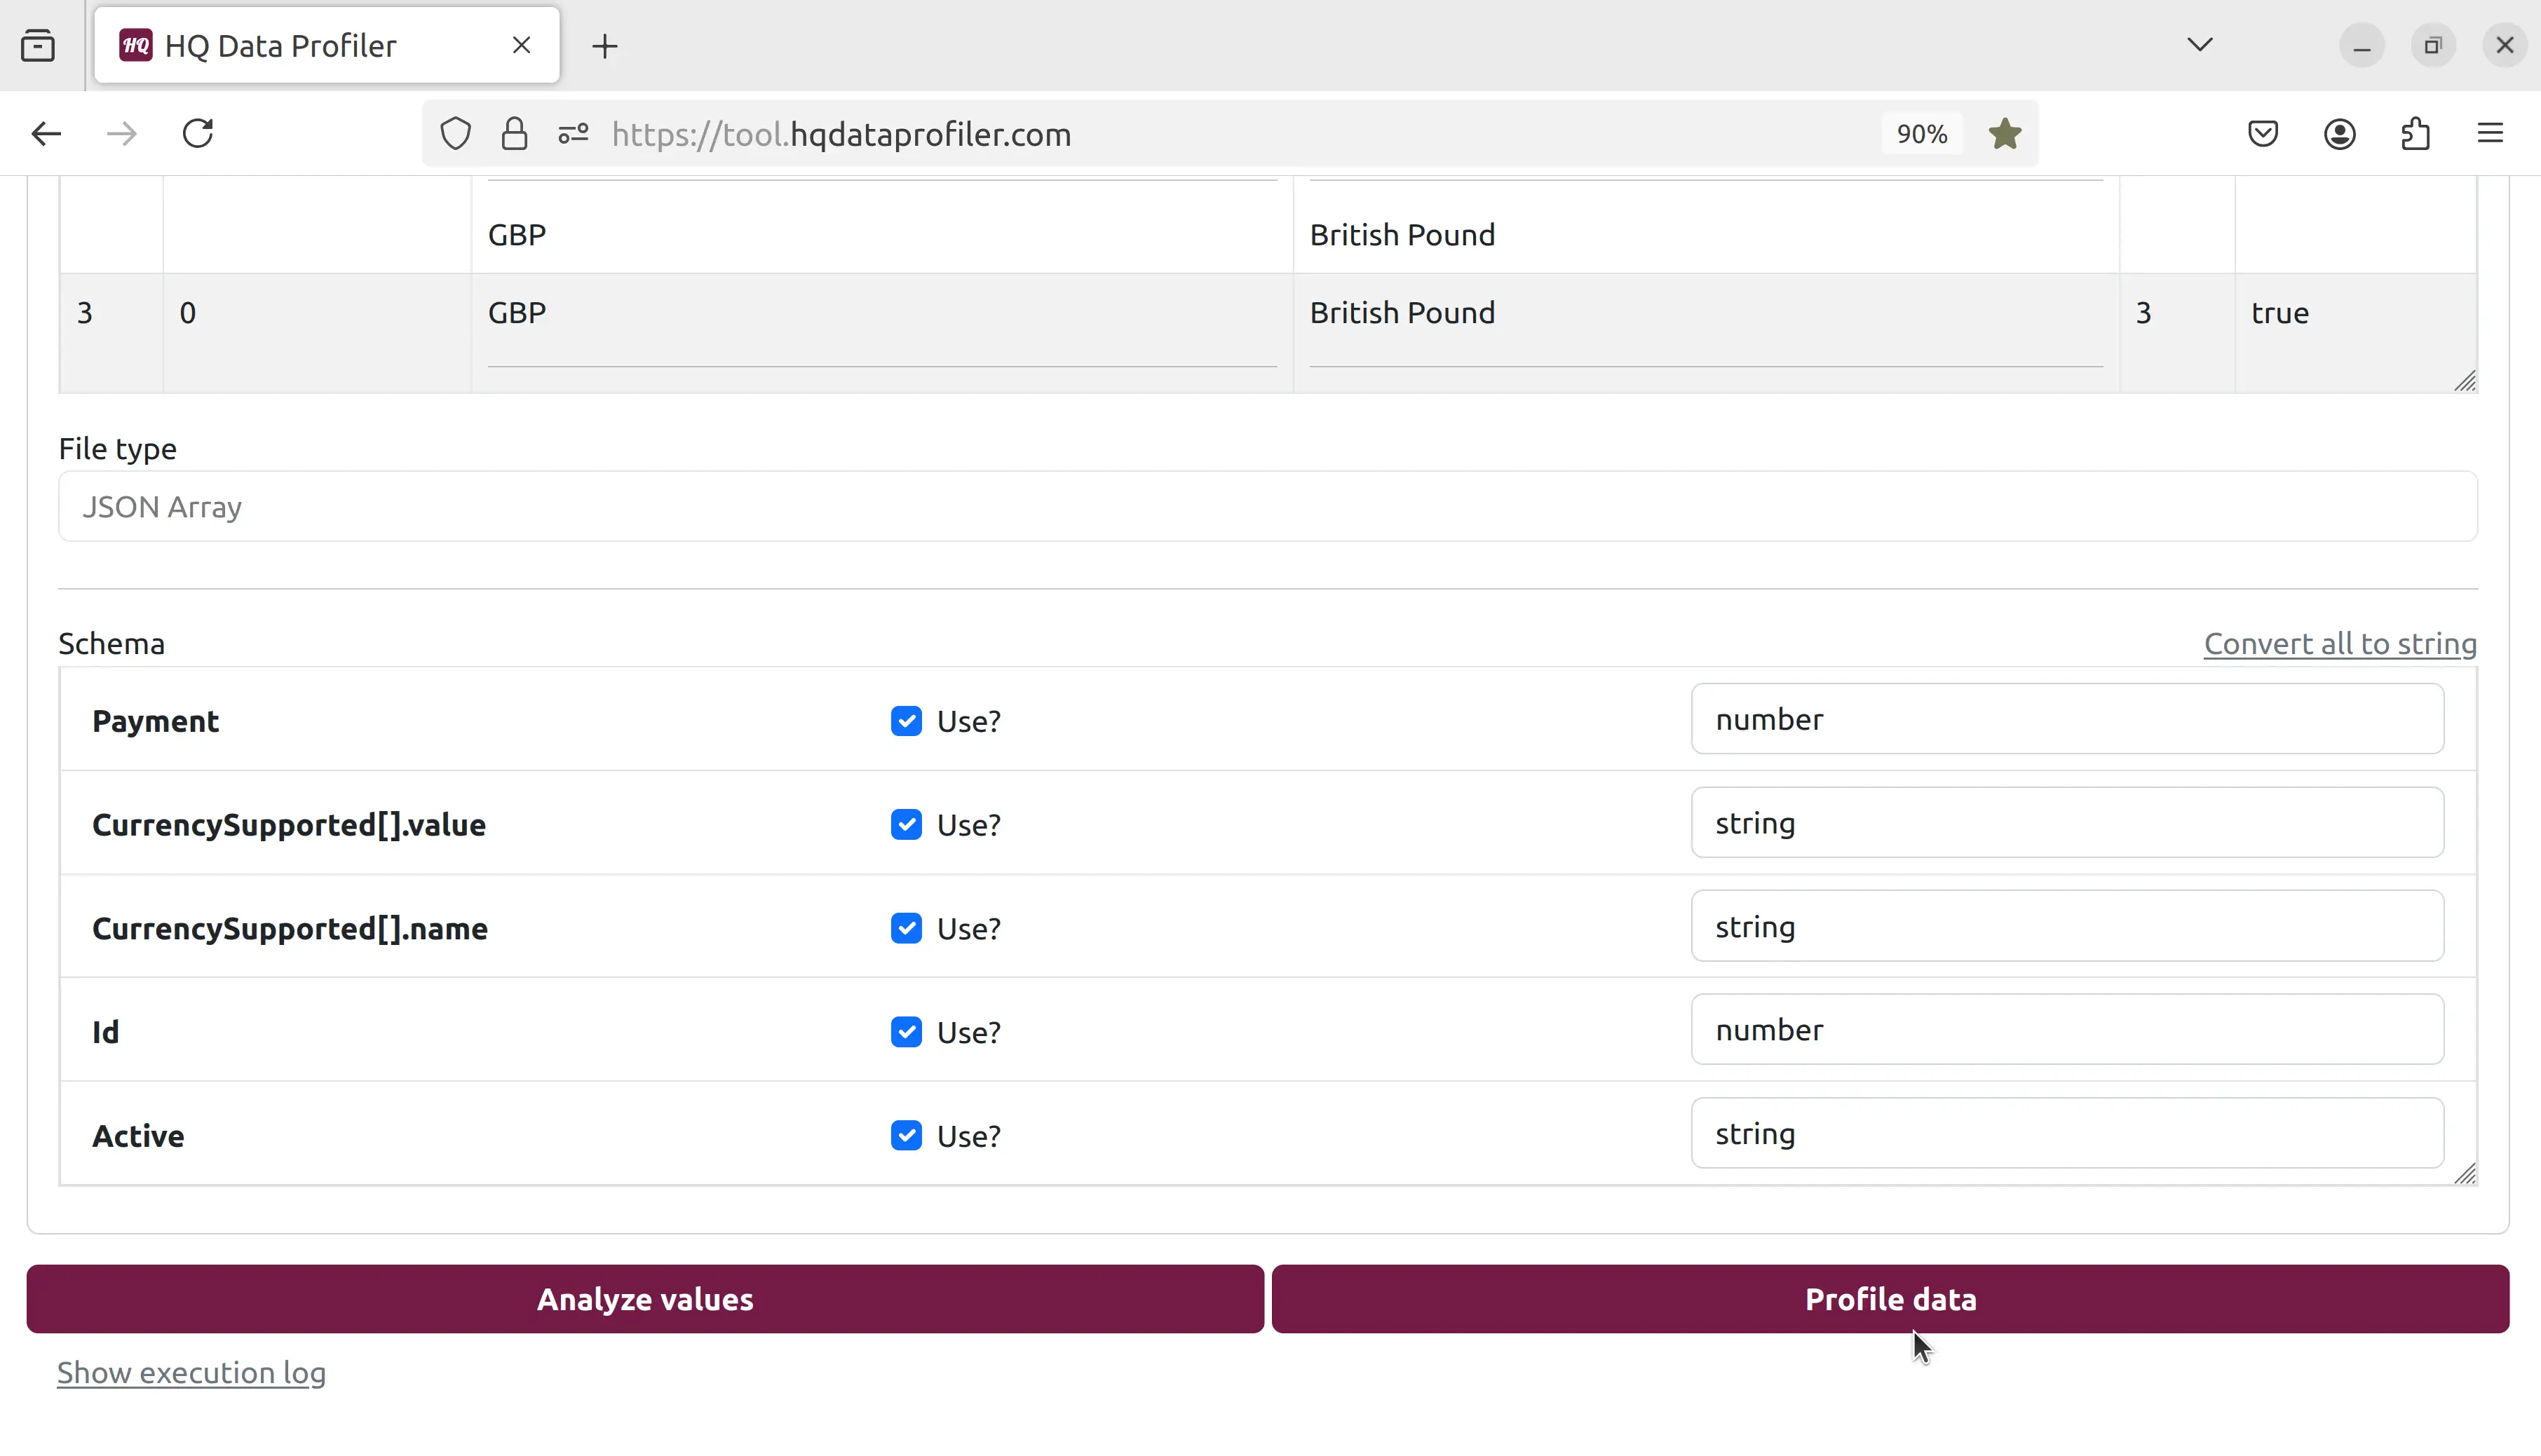 HQ HQ Data Profiler
https://tool.hqdataprofiler.com 90%
GBP British Pound
3 0 GBP British Pound 3 true
File type
JSON Array
Schema Convert all to string
Payment Use? number
CurrencySupported[].value Use? string
CurrencySupported[].name Use? string
Id Use? number
Active Use? string
Analyze values Profile data
Show execution log